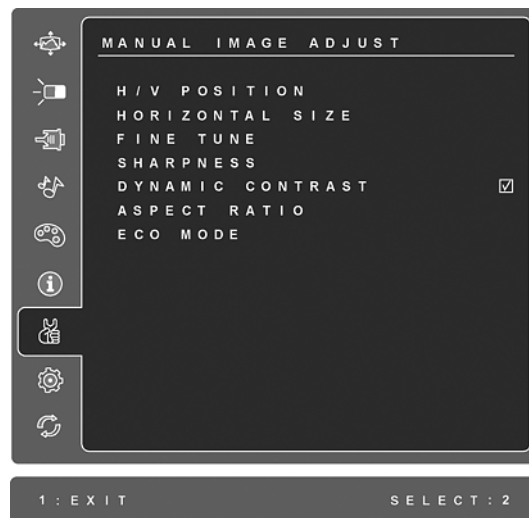 MANUAL IMAGE ADJUST
H/V POSITION
HORIZONTAL SIZE
FINE TUNE
SHARPNESS
DYNAMIC CONTRAST
ASPECT RATIO
ECO MODE
1:EXIT SELECT:2